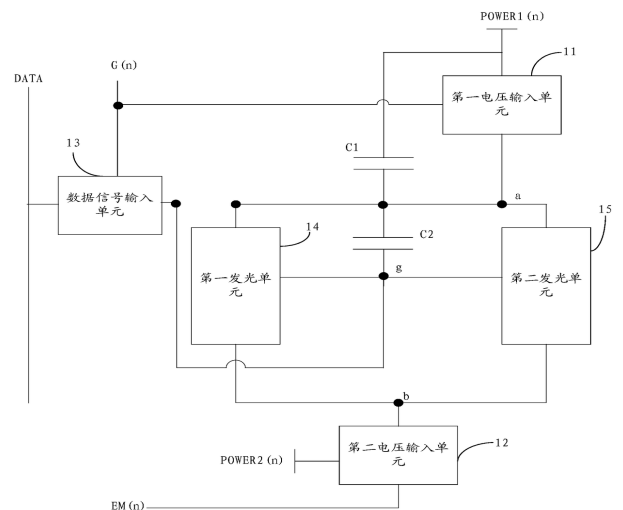 POWER1(n)
11
G(n)
DATA
第一电压输入单
元
13
C1
数据信号输入
单元
a
15
14
C2
g
第一发光单
元
第二发光单
元
b
第二电压输入单
元
12
POWER2(n)
EM(n)